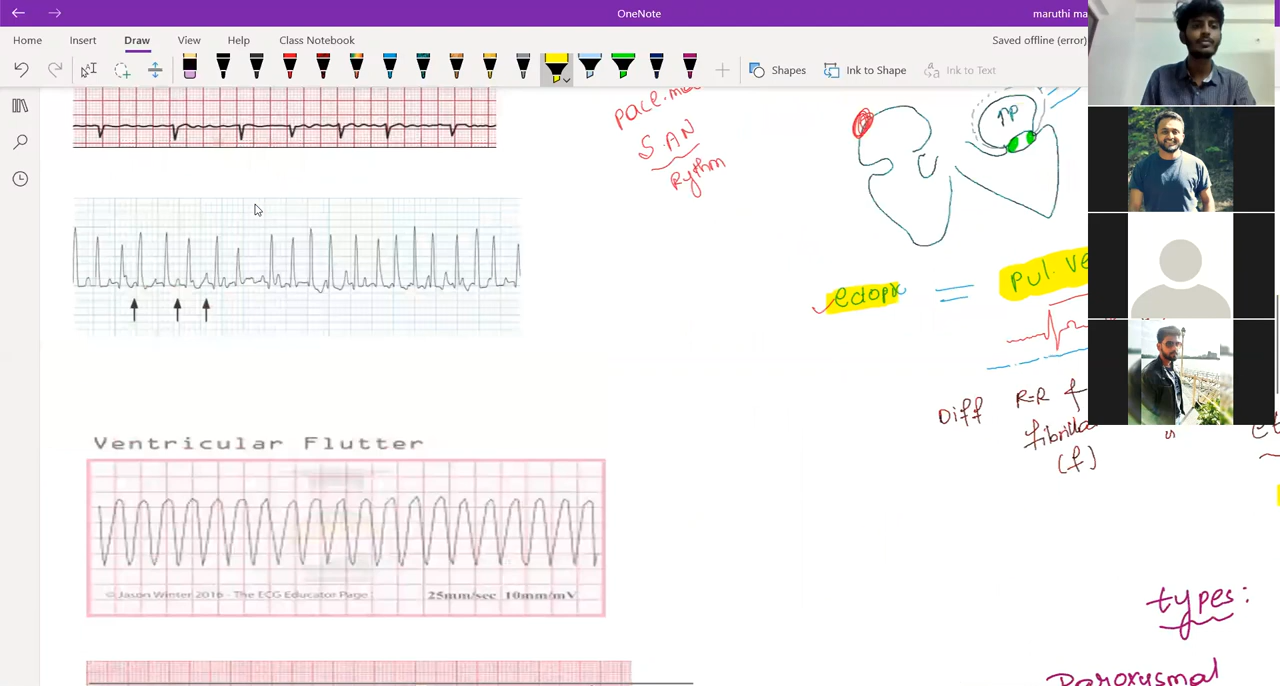 OneNote
maruthi ma
Home Insert Draw View Help Class Notebook
Saved offline (error)
Shapes Ink to Shape Ink to Text
S.AN
Rythm
↑P
Ectopic = Pul. Ve
Diff R-R f
fibrilla
(f)
Ventricular Flutter
©Jason Winter 2016 - The ECG Educator Page
25mm/sec 10mm/mV
types:
Paroxysmal